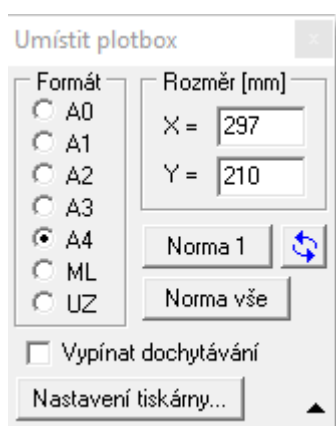 Umístit plotbox
Formát
A0
A1
A2
A3
A4
ML
UZ
Rozměr [mm]
X = 297
Y = 210
Norma 1
Norma vše
Vypínat dochytávání
Nastavení tiskárny...